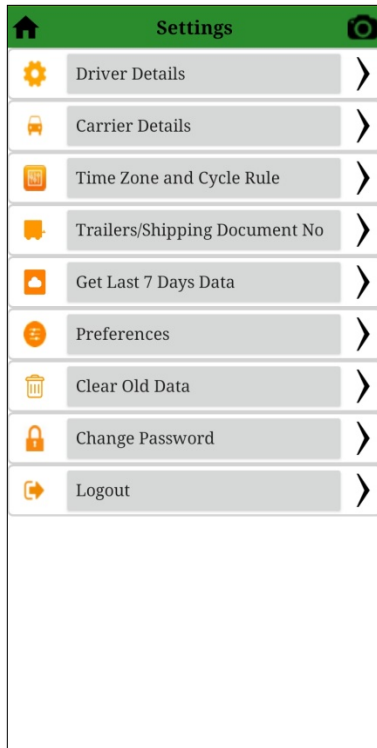 Settings
Driver Details
Carrier Details
Time Zone and Cycle Rule
Trailers/Shipping Document No
Get Last 7 Days Data
Preferences
Clear Old Data
Change Password
Logout